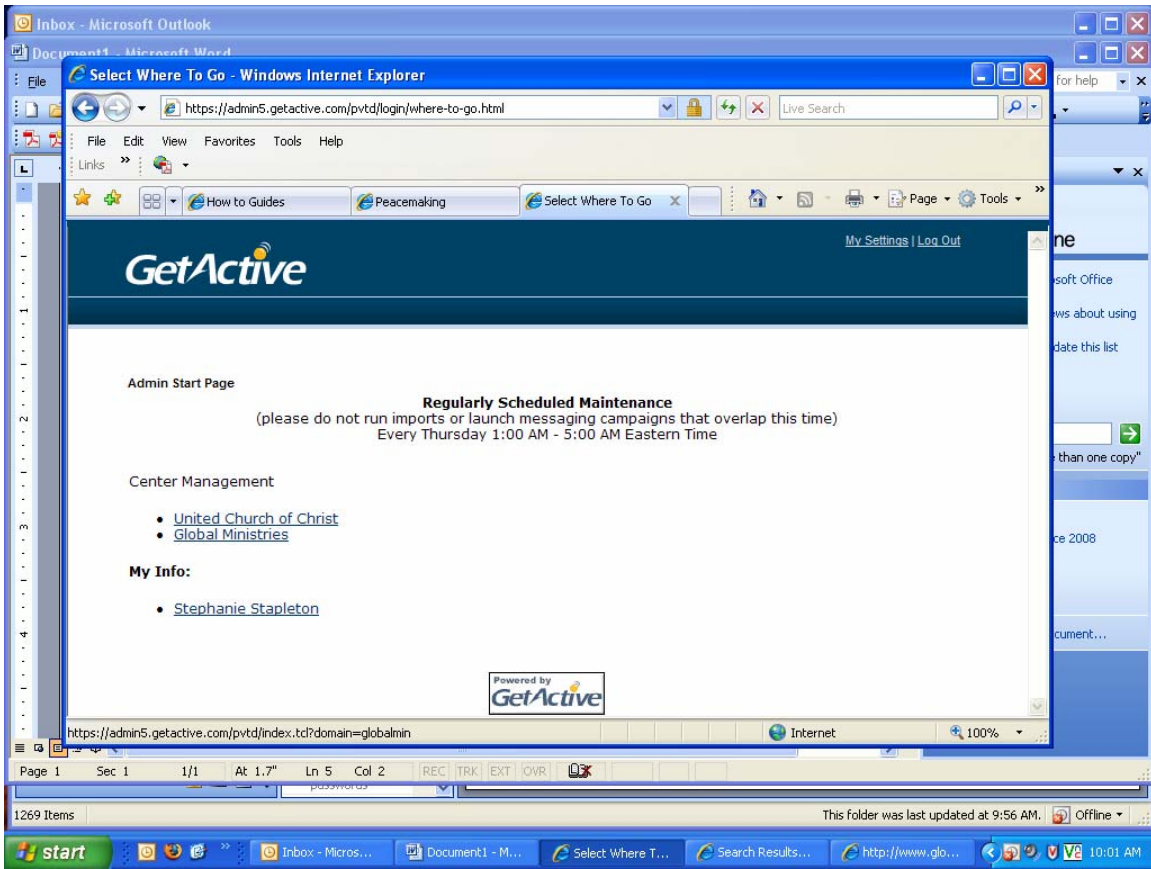 Inbox - Microsoft Outlook
Document1 - Microsoft Word
File
for help
Select Where To Go - Windows Internet Explorer
https://admin5.getactive.com/pvtd/login/where-to-go.html
Live Search
File Edit View Favorites Tools Help
Links
How to Guides
Peacemaking
Select Where To Go
Page
Tools
My Settings | Log Out
GetActive
ne
soft Office
ws about using
date this list
Admin Start Page
Regularly Scheduled Maintenance
(please do not run imports or launch messaging campaigns that overlap this time)
Every Thursday 1:00 AM - 5:00 AM Eastern Time
than one copy"
Center Management
United Church of Christ
Global Ministries
ce 2008
My Info:
Stephanie Stapleton
cument...
Powered by
GetActive
https://admin5.getactive.com/pvtd/index.tcl?domain=globalmin
Internet
100%
Page 1 Sec 1 1/1 At 1.7" Ln 5 Col 2 REC TRK EXT OVR
passwords
1269 Items
This folder was last updated at 9:56 AM.
Offline
start
Inbox - Micros...
Document1 - M...
Select Where T...
Search Results...
http://www.glo...
10:01 AM